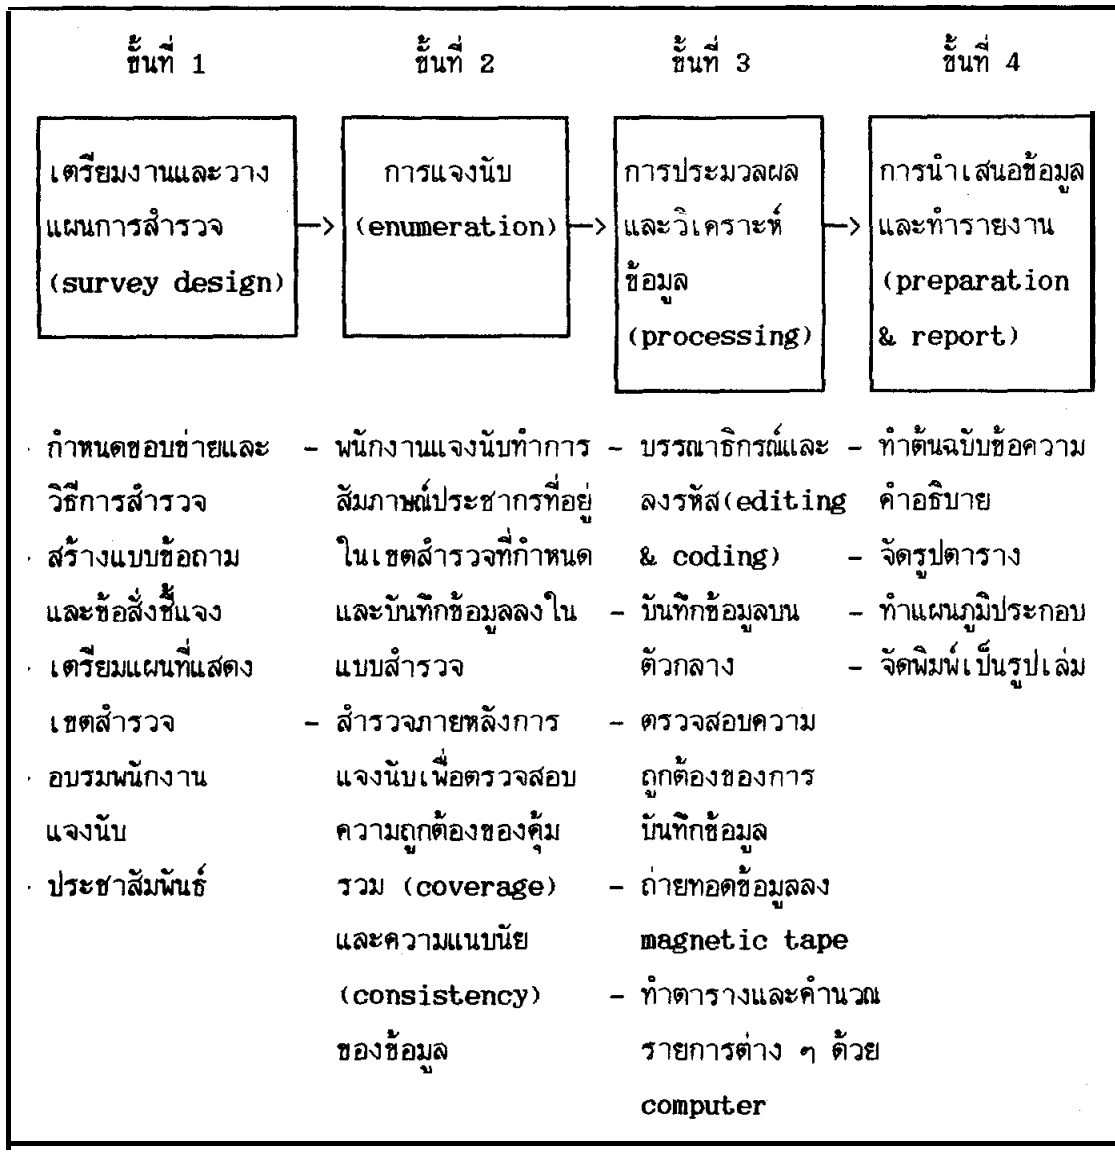 ขั้นที่ 1
ขั้นที่ 2
ขั้นที่ 3
ขั้นที่ 4
เตรียมงานและวาง
แผนการสำรวจ
(survey design)
->
การแจงนับ
(enumeration)
->
การประมวลผล
และวิเคราะห์
ข้อมูล
(processing)
->
การนำเสนอข้อมูล
และทำรายงาน
(preparation
& report)
- กำหนดขอบข่ายและ
วิธีการสำรวจ
- สร้างแบบข้อถาม
และข้อสั่งชี้แจง
- เตรียมแผนที่แสดง
เขตสำรวจ
- อบรมพนักงาน
แจงนับ
- ประชาสัมพันธ์
- พนักงานแจงนับทำการ
สัมภาษณ์ประชากรที่อยู่
ในเขตสำรวจที่กำหนด
และบันทึกข้อมูลลงใน
แบบสำรวจ
- สำรวจภายหลังการ
แจงนับเพื่อตรวจสอบ
ความถูกต้องของคุ้ม
รวม (coverage)
และความแนบนัย
(consistency)
ของข้อมูล
- บรรณาธิกรณ์และ
ลงรหัส(editing
& coding)
- บันทึกข้อมูลบน
ตัวกลาง
- ตรวจสอบความ
ถูกต้องของการ
บันทึกข้อมูล
- ถ่ายทอดข้อมูลลง
magnetic tape
- ทำตารางและคำนวณ
รายการต่าง ๆ ด้วย
computer
- ทำต้นฉบับข้อความ
คำอธิบาย
- จัดรูปตาราง
- ทำแผนภูมิประกอบ
- จัดพิมพ์เป็นรูปเล่ม